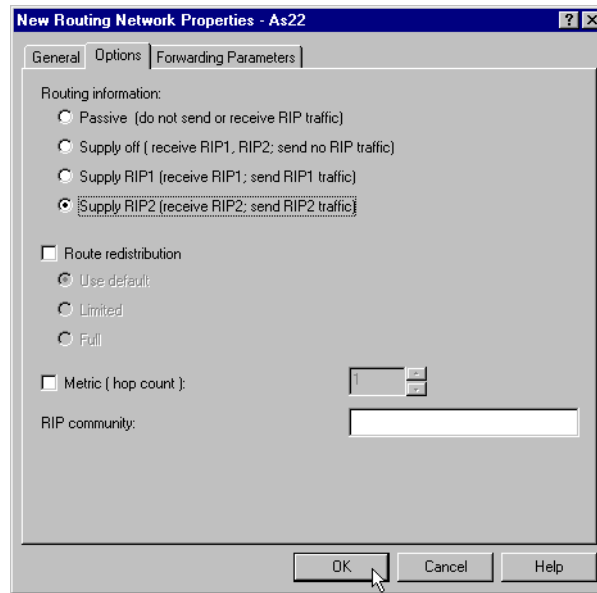 New Routing Network Properties - As22
General Options Forwarding Parameters
Routing information:
Passive (do not send or receive RIP traffic)
Supply off ( receive RIP1, RIP2; send no RIP traffic)
Supply RIP1 (receive RIP1; send RIP1 traffic)
Supply RIP2 (receive RIP2; send RIP2 traffic)
Route redistribution
Use default
Limited
Full
Metric ( hop count ): 1
RIP community:
OK Cancel Help